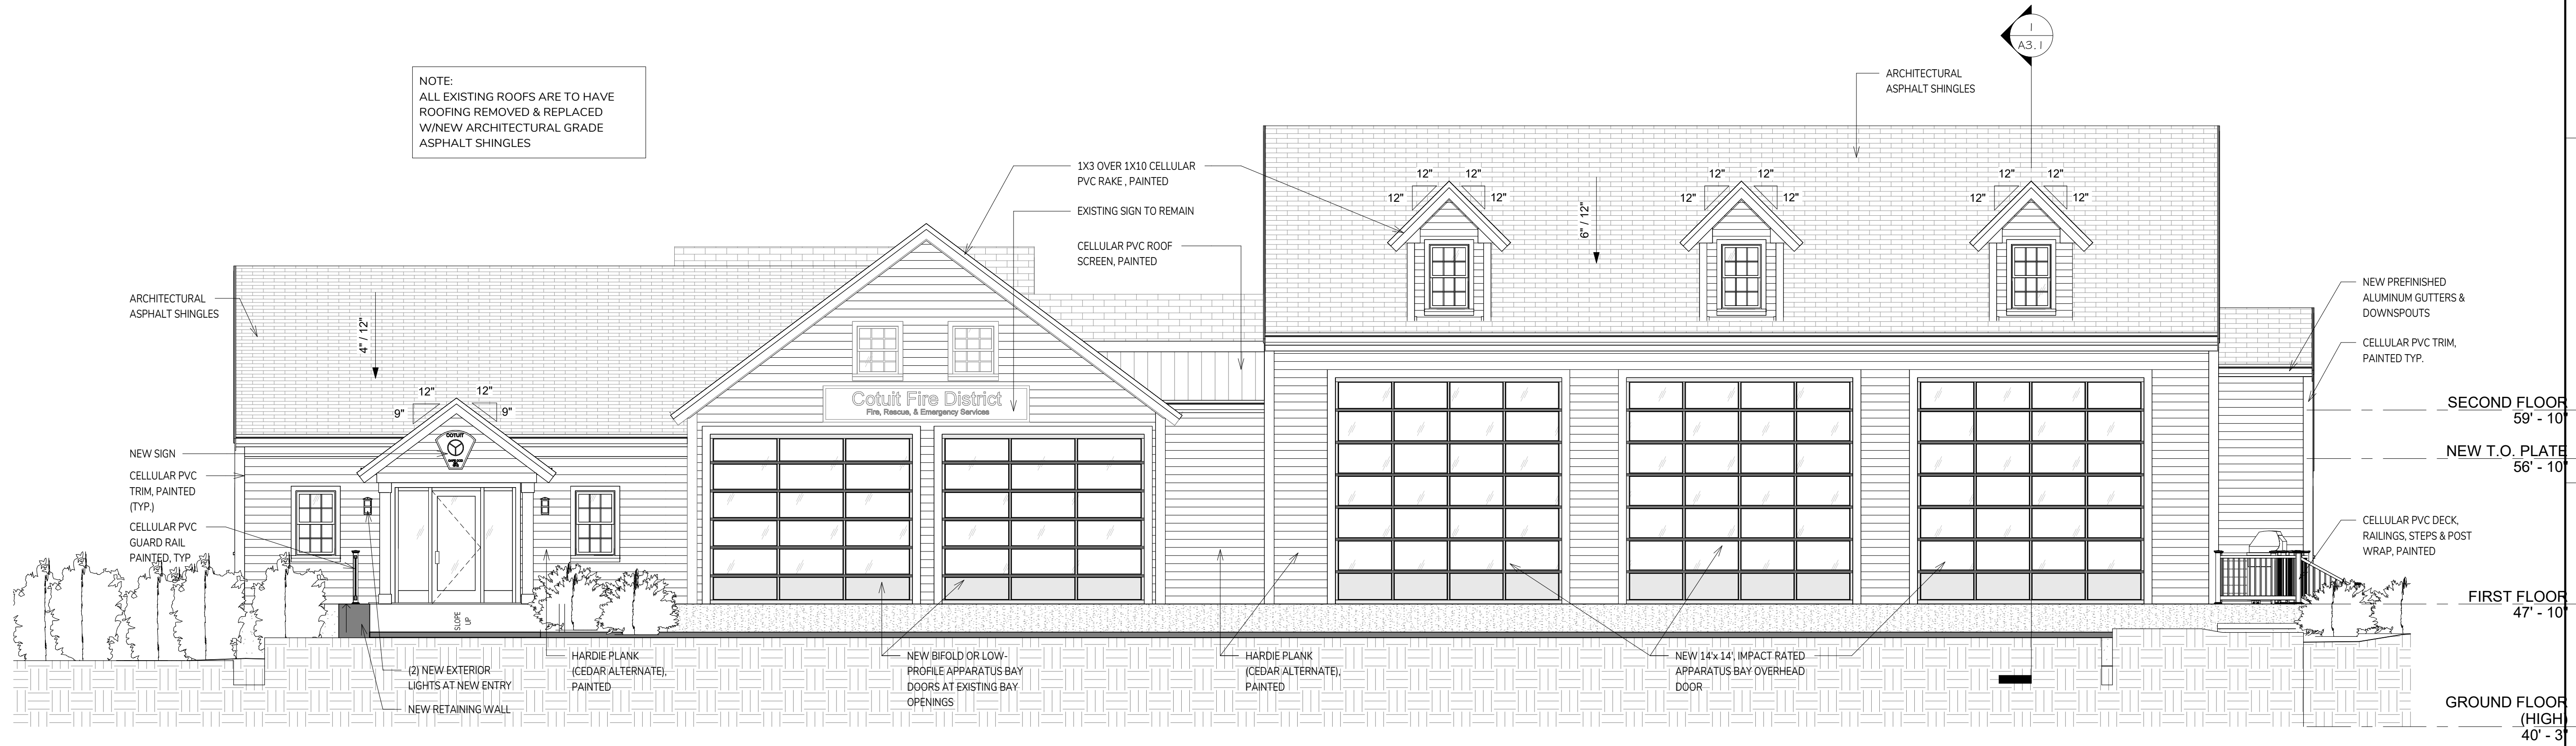 1
A3.1
NOTE:
ALL EXISTING ROOFS ARE TO HAVE
ROOFING REMOVED & REPLACED
W/NEW ARCHITECTURAL GRADE
ASPHALT SHINGLES
ARCHITECTURAL
ASPHALT SHINGLES
1X3 OVER 1X10 CELLULAR
PVC RAKE , PAINTED
EXISTING SIGN TO REMAIN
CELLULAR PVC ROOF
SCREEN, PAINTED
12" 12"
12" 12"
12" 12"
12" 12"
12" 12"
12" 12"
6" / 12"
ARCHITECTURAL
ASPHALT SHINGLES
4" / 12"
12" 12"
9" 9"
NEW PREFINISHED
ALUMINUM GUTTERS &
DOWNSPOUTS
CELLULAR PVC TRIM,
PAINTED TYP.
Cotuit Fire District
Fire, Rescue, & Emergency Services
COTUIT
NEW SIGN
CELLULAR PVC
TRIM, PAINTED
(TYP.)
CELLULAR PVC
GUARD RAIL
PAINTED, TYP
SECOND FLOOR
59' - 10"
NEW T.O. PLATE
56' - 10"
CELLULAR PVC DECK,
RAILINGS, STEPS & POST
WRAP, PAINTED
FIRST FLOOR
47' - 10"
SLOPE
UP
(2) NEW EXTERIOR
LIGHTS AT NEW ENTRY
NEW RETAINING WALL
HARDIE PLANK
(CEDAR ALTERNATE),
PAINTED
NEW BIFOLD OR LOW-
PROFILE APPARATUS BAY
DOORS AT EXISTING BAY
OPENINGS
HARDIE PLANK
(CEDAR ALTERNATE),
PAINTED
NEW 14'x 14', IMPACT RATED
APPARATUS BAY OVERHEAD
DOOR
GROUND FLOOR
(HIGH)
40' - 3"